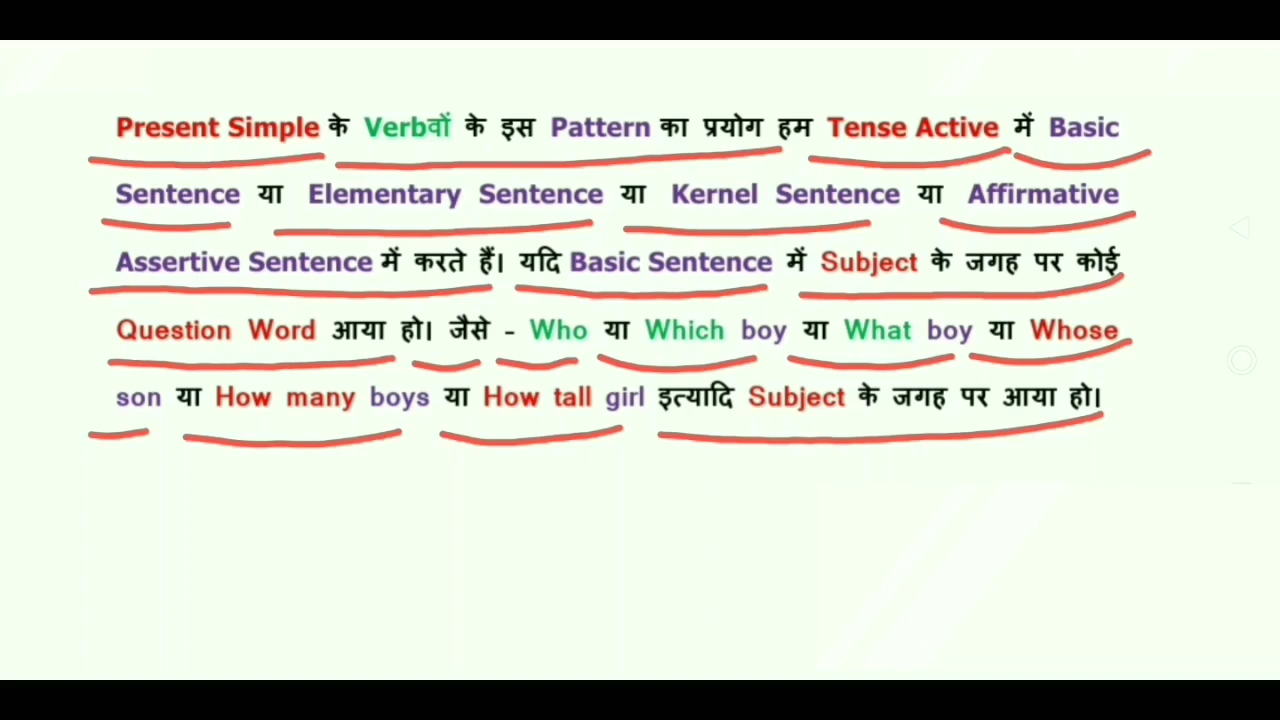 Present Simple के Verbवों के इस Pattern का प्रयोग हम Tense Active में Basic
Sentence या Elementary Sentence या Kernel Sentence या Affirmative
Assertive Sentence में करते हैं। यदि Basic Sentence में Subject के जगह पर कोई
Question Word आया हो। जैसे - Who या Which boy या What boy या Whose
son या How many boys या How tall girl इत्यादि Subject के जगह पर आया हो।